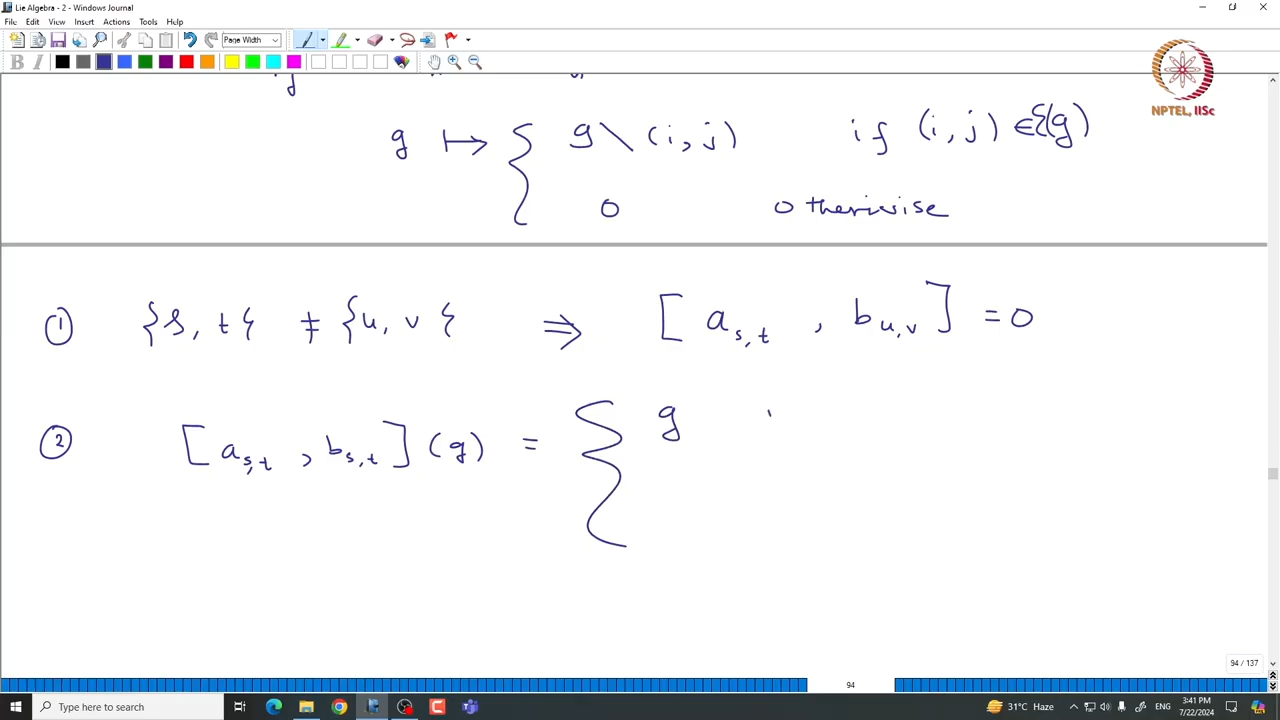 Lie Algebra - 2 - Windows Journal
File Edit View Insert Actions Tools Help
Page Width
B I
NPTEL, IISc
g ↦ { g \ (i, j) if (i, j) ∈ E(g)
0 otherwise
① {s, t} ≠ {u, v} ⇒ [a_{s,t}, b_{u,v}] = 0
② [a_{s,t}, b_{s,t}](g) = { g
94 / 137
94
Type here to search
31°C Haze
3:41 PM
7/22/2024